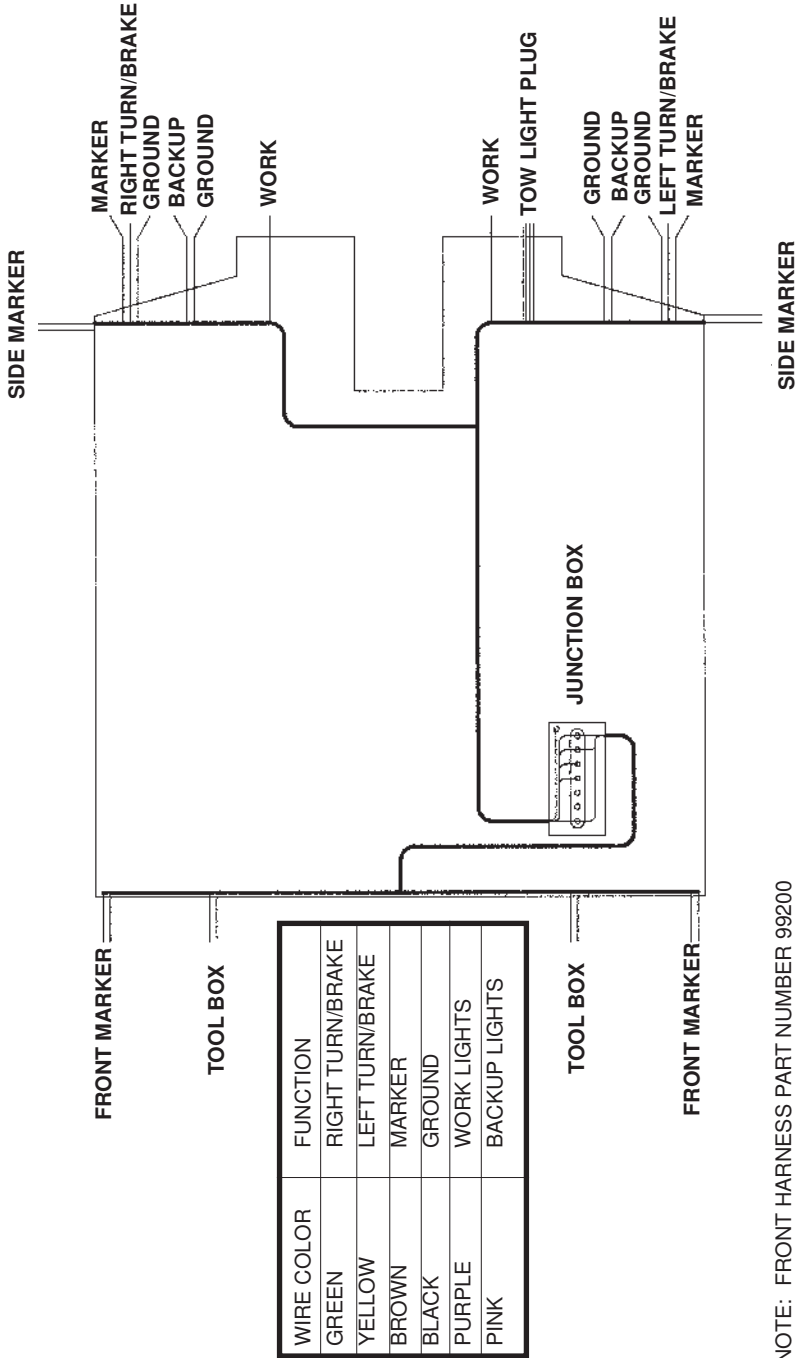 SIDE MARKER
MARKER
RIGHT TURN/BRAKE
GROUND
BACKUP
GROUND
WORK
WORK
TOW LIGHT PLUG
GROUND
BACKUP
GROUND
LEFT TURN/BRAKE
MARKER
SIDE MARKER
JUNCTION BOX
FRONT MARKER
TOOL BOX
WIRE COLOR FUNCTION
GREEN RIGHT TURN/BRAKE
YELLOW LEFT TURN/BRAKE
BROWN MARKER
BLACK GROUND
PURPLE WORK LIGHTS
PINK BACKUP LIGHTS
TOOL BOX
FRONT MARKER
NOTE: FRONT HARNESS PART NUMBER 99200